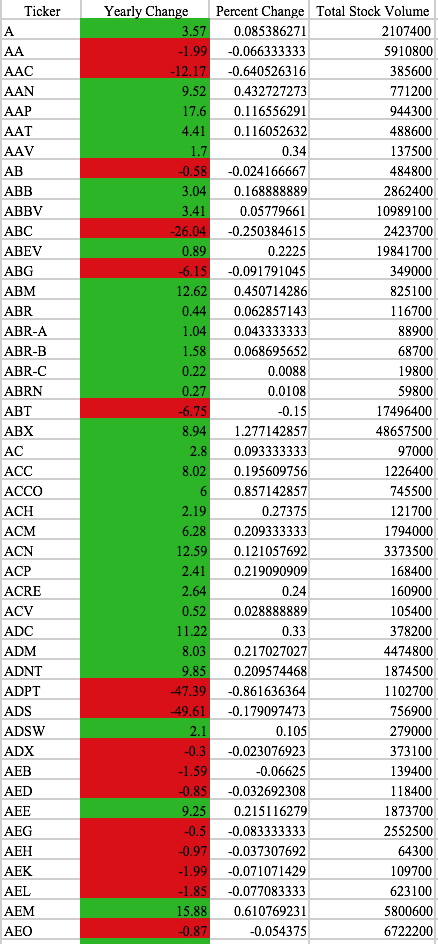 Ticker Yearly Change Percent Change Total Stock Volume
A 3.57 0.085386271 2107400
AA -1.99 -0.066333333 5910800
AAC -12.17 -0.640526316 385600
AAN 9.52 0.432727273 771200
AAP 17.6 0.116556291 944300
AAT 4.41 0.116052632 488600
AAV 1.7 0.34 137500
AB -0.58 -0.024166667 484800
ABB 3.04 0.168888889 2862400
ABBV 3.41 0.05779661 10989100
ABC -26.04 -0.250384615 2423700
ABEV 0.89 0.2225 19841700
ABG -6.15 -0.091791045 349000
ABM 12.62 0.450714286 825100
ABR 0.44 0.062857143 116700
ABR-A 1.04 0.043333333 88900
ABR-B 1.58 0.068695652 68700
ABR-C 0.22 0.0088 19800
ABRN 0.27 0.0108 59800
ABT -6.75 -0.15 17496400
ABX 8.94 1.277142857 48657500
AC 2.8 0.093333333 97000
ACC 8.02 0.195609756 1226400
ACCO 6 0.857142857 745500
ACH 2.19 0.27375 121700
ACM 6.28 0.209333333 1794000
ACN 12.59 0.121057692 3373500
ACP 2.41 0.219090909 168400
ACRE 2.64 0.24 160900
ACV 0.52 0.028888889 105400
ADC 11.22 0.33 378200
ADM 8.03 0.217027027 4474800
ADNT 9.85 0.209574468 1874500
ADPT -47.39 -0.861636364 1102700
ADS -49.61 -0.179097473 756900
ADSW 2.1 0.105 279000
ADX -0.3 -0.023076923 373100
AEB -1.59 -0.06625 139400
AED -0.85 -0.032692308 118400
AEE 9.25 0.215116279 1873700
AEG -0.5 -0.083333333 2552500
AEH -0.97 -0.037307692 64300
AEK -1.99 -0.071071429 109700
AEL -1.85 -0.077083333 623100
AEM 15.88 0.610769231 5800600
AEO -0.87 -0.054375 6722200